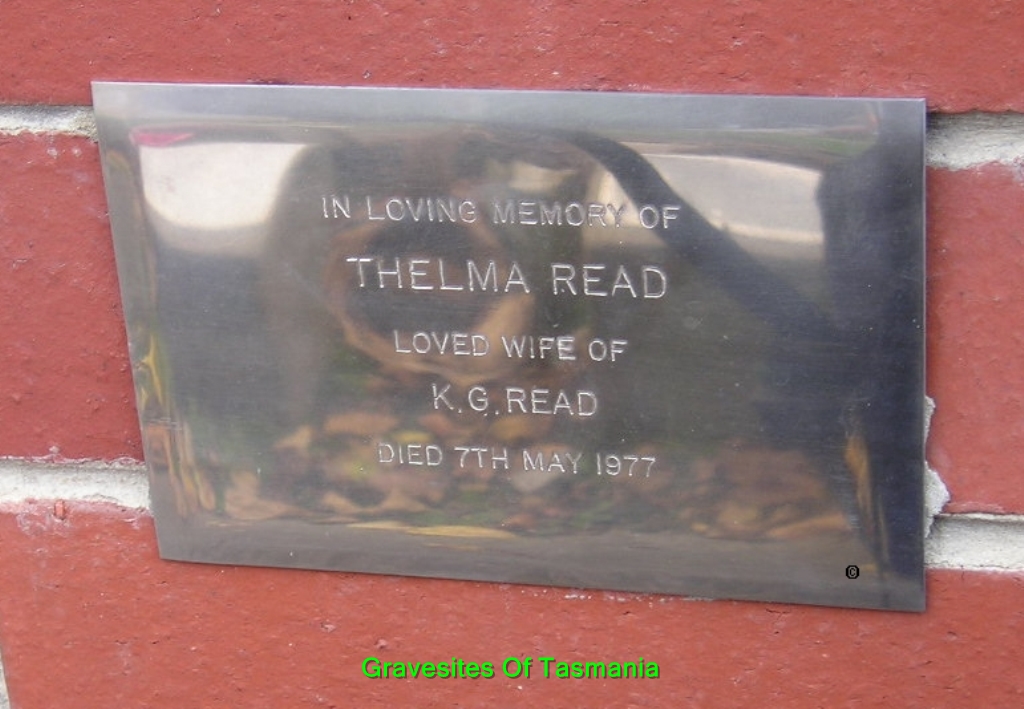 IN LOVING MEMORY OF
THELMA READ
LOVED WIFE OF
K.G. READ
DIED 7TH MAY 1977
©
Gravesites Of Tasmania